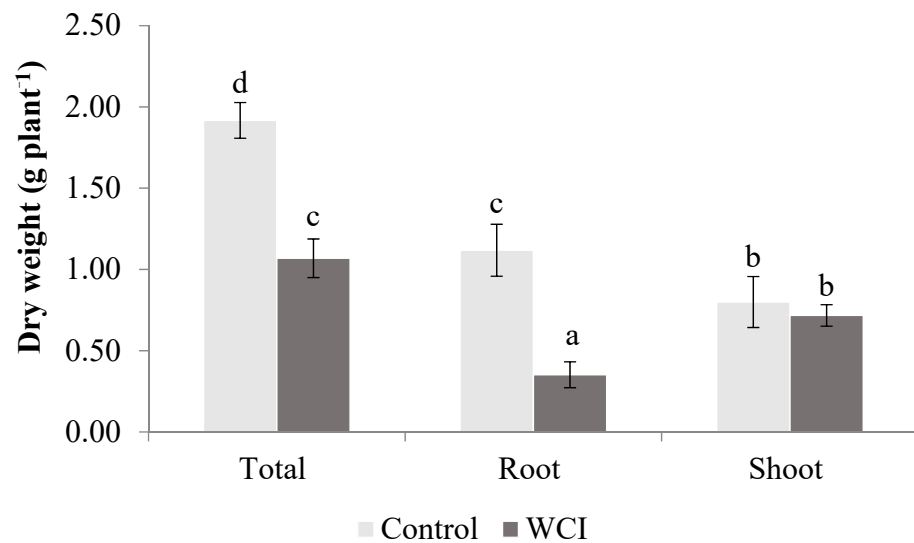 Dry weight (g plant⁻¹)
2.50
2.00
1.50
1.00
0.50
0.00
d
c
c
a
b
b
Total
Root
Shoot
Control
WCI